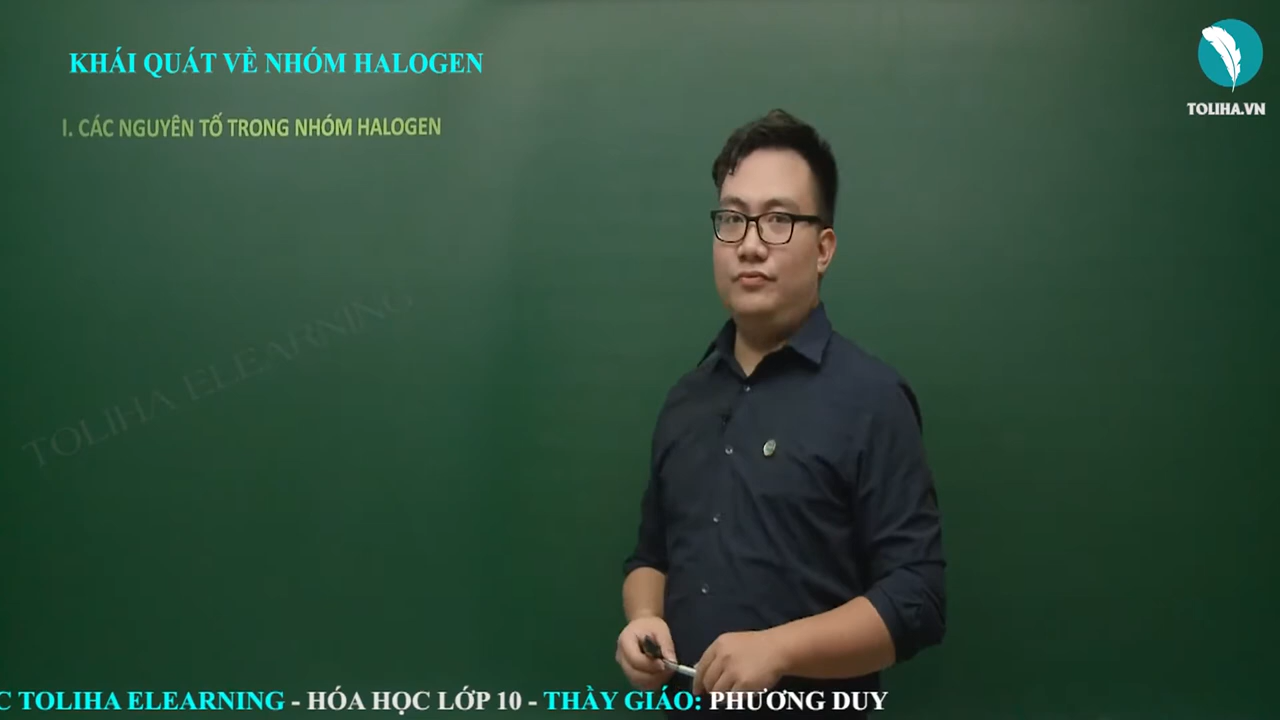 KHÁI QUÁT VỀ NHÓM HALOGEN
TOLIHA.VN
I. CÁC NGUYÊN TỐ TRONG NHÓM HALOGEN
TOLIHA ELEARNING
C TOLIHA ELEARNING - HÓA HỌC LỚP 10 - THẦY GIÁO: PHƯƠNG DUY